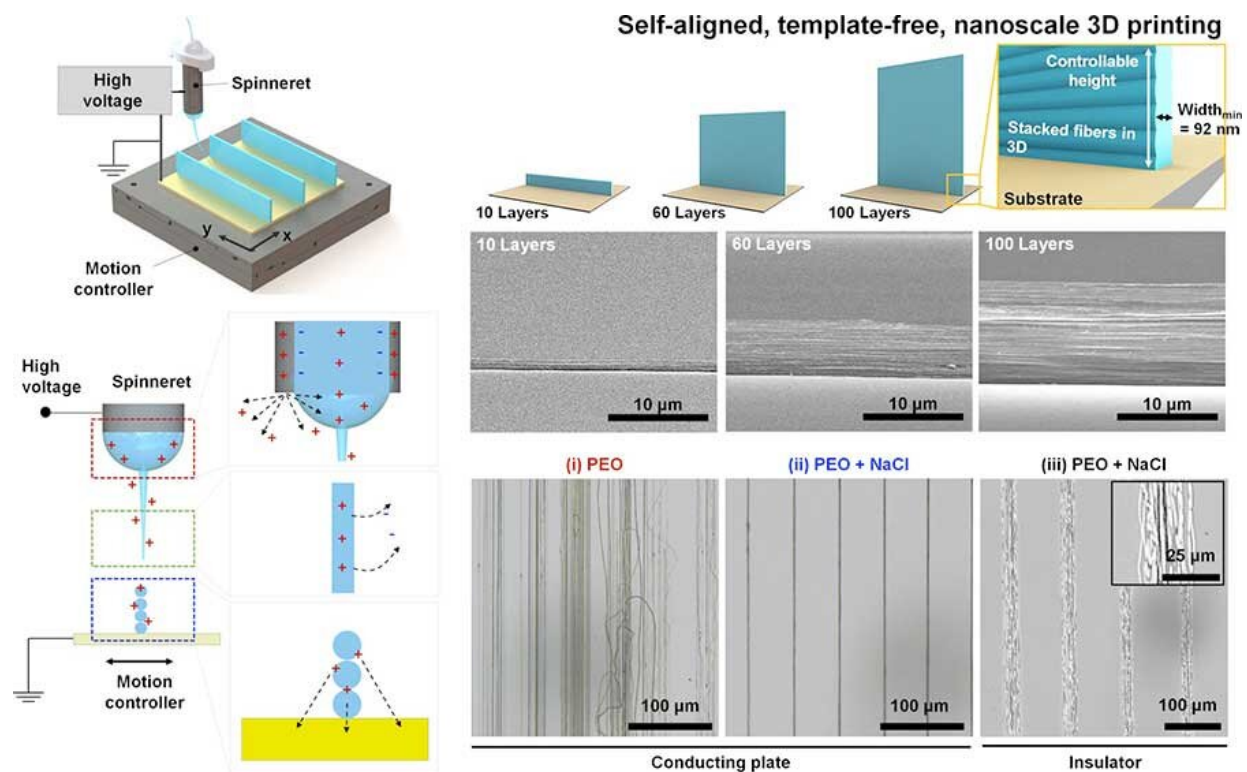 Self-aligned, template-free, nanoscale 3D printing
High
voltage
Spinneret
y
x
Motion
controller
10 Layers
60 Layers
100 Layers
Controllable
height
Stacked fibers in
3D
Width_min
= 92 nm
Substrate
10 Layers
10 µm
60 Layers
10 µm
100 Layers
10 µm
High
voltage
Spinneret
Motion
controller
(i) PEO
100 µm
(ii) PEO + NaCl
100 µm
(iii) PEO + NaCl
25 µm
100 µm
Conducting plate
Insulator